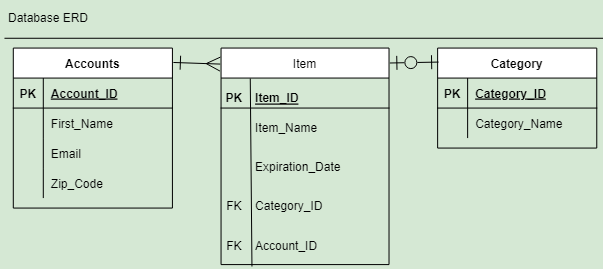 Database ERD
Accounts
PK Account_ID
First_Name
Email
Zip_Code
Item
PK Item_ID
Item_Name
Expiration_Date
FK Category_ID
FK Account_ID
Category
PK Category_ID
Category_Name